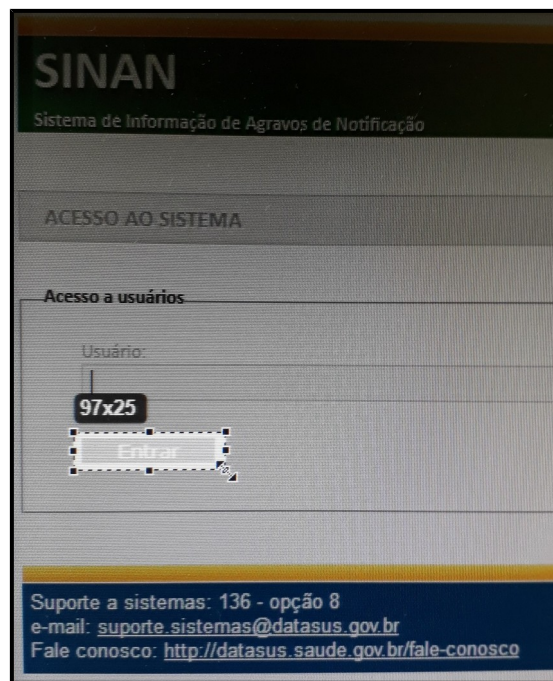 SINAN
Sistema de Informação de Agravos de Notificação
ACESSO AO SISTEMA
Acesso a usuários
Usuário:
97x25
Entrar
Suporte a sistemas: 136 - opção 8
e-mail: suporte.sistemas@datasus.gov.br
Fale conosco: http://datasus.saude.gov.br/fale-conosco